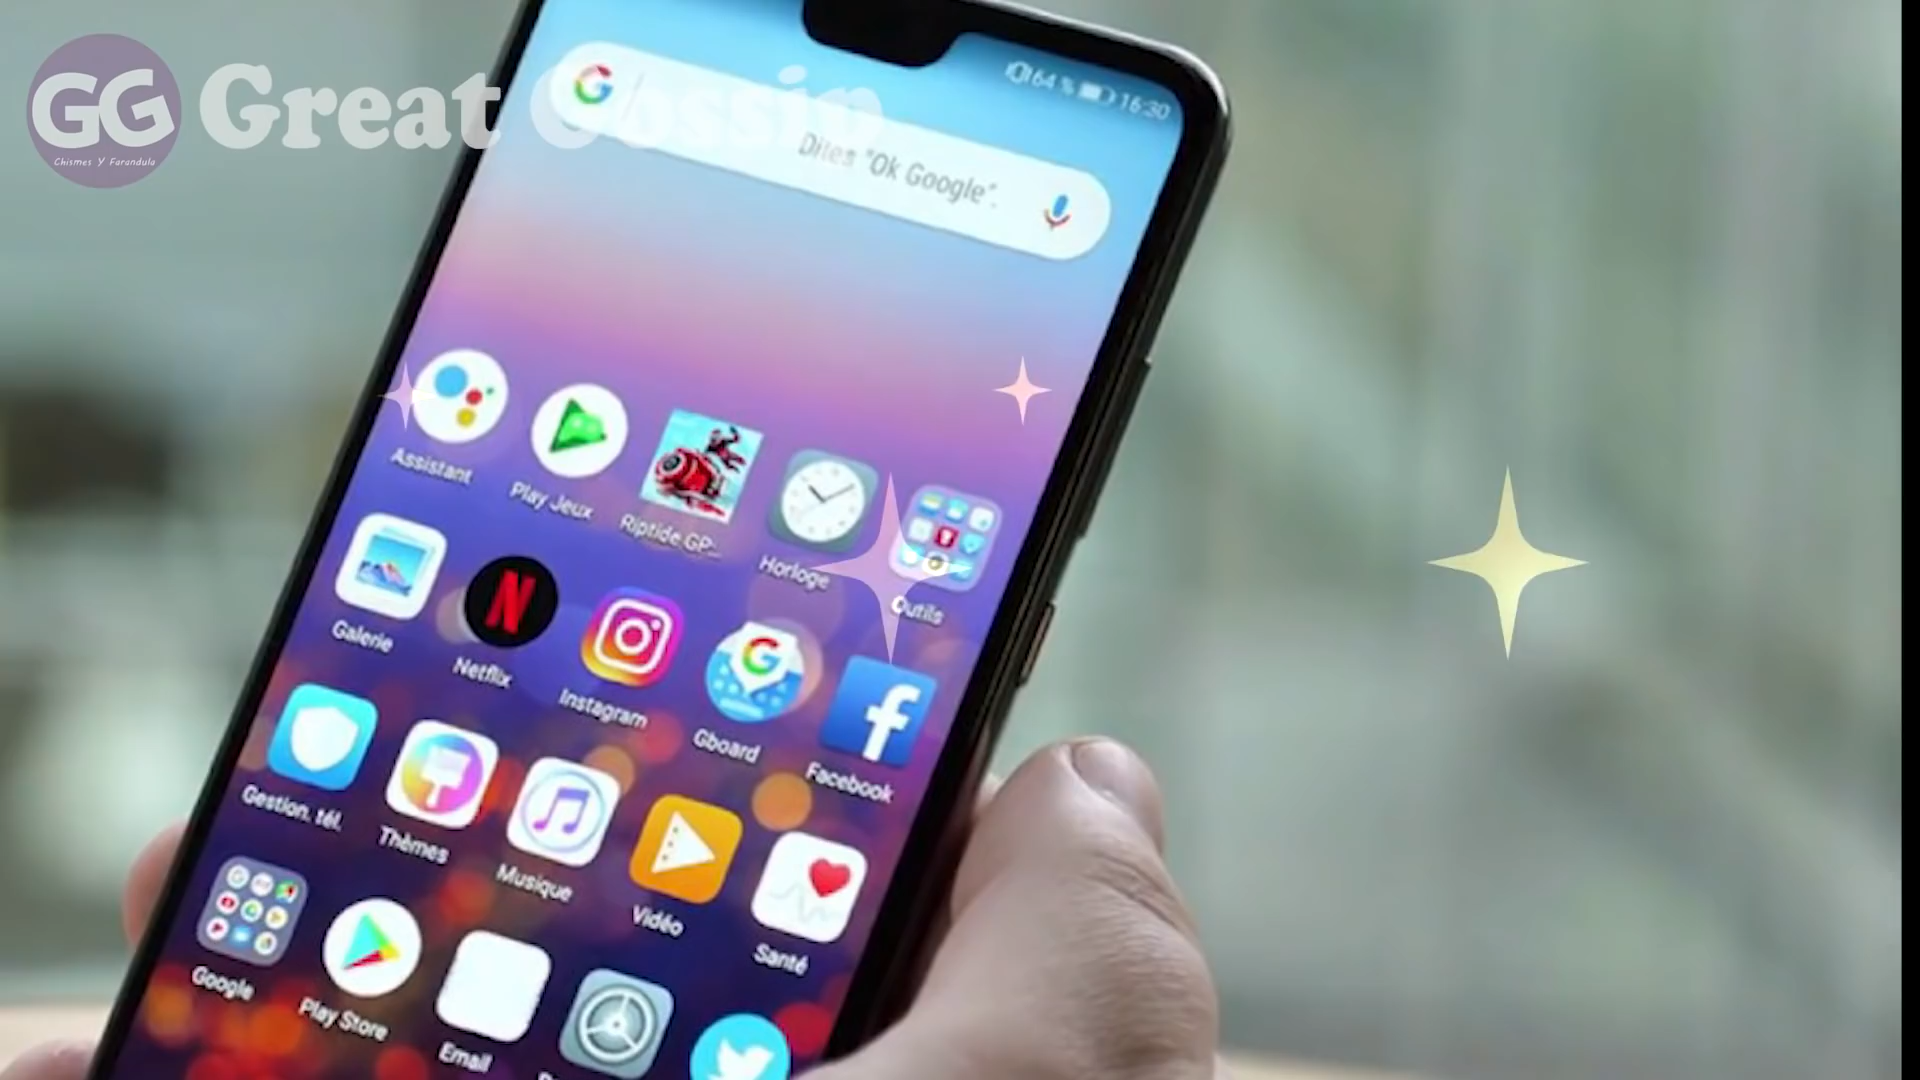 GG
Chismes Y Farandula
Great Gossip
64 % 16:30
Dites "Ok Google".
Assistant
Play Jeux
Riptide GP...
Horloge
Outils
Galerie
Netflix
Instagram
Gboard
Facebook
Gestion. tél.
Thèmes
Musique
Vidéo
Santé
Google
Play Store
Email